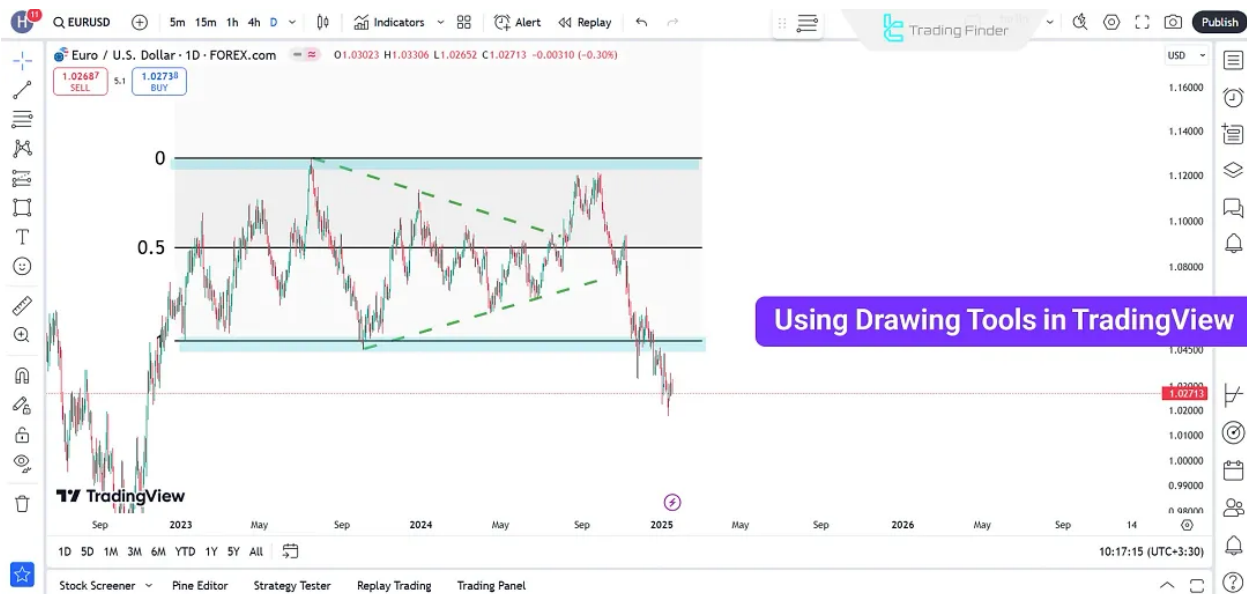 H 11 EURUSD 5m 15m 1h 4h D Indicators Alert Replay Publish
Trading Finder
Euro / U.S. Dollar · 1D · FOREX.com O1.03023 H1.03306 L1.02652 C1.02713 −0.00310 (−0.30%)
USD
1.02687 SELL 5.1 1.02738 BUY
1.16000
1.14000
0
1.12000
1.10000
0.5
1.08000
Using Drawing Tools in TradingView
1.04500
1.03000
1.02713
1.02000
1.01000
1.00000
0.99000
TradingView
0.98000
Sep 2023 May Sep 2024 May Sep 2025 May Sep 2026 May Sep 14
1D 5D 1M 3M 6M YTD 1Y 5Y All 10:17:15 (UTC+3:30)
Stock Screener Pine Editor Strategy Tester Replay Trading Trading Panel